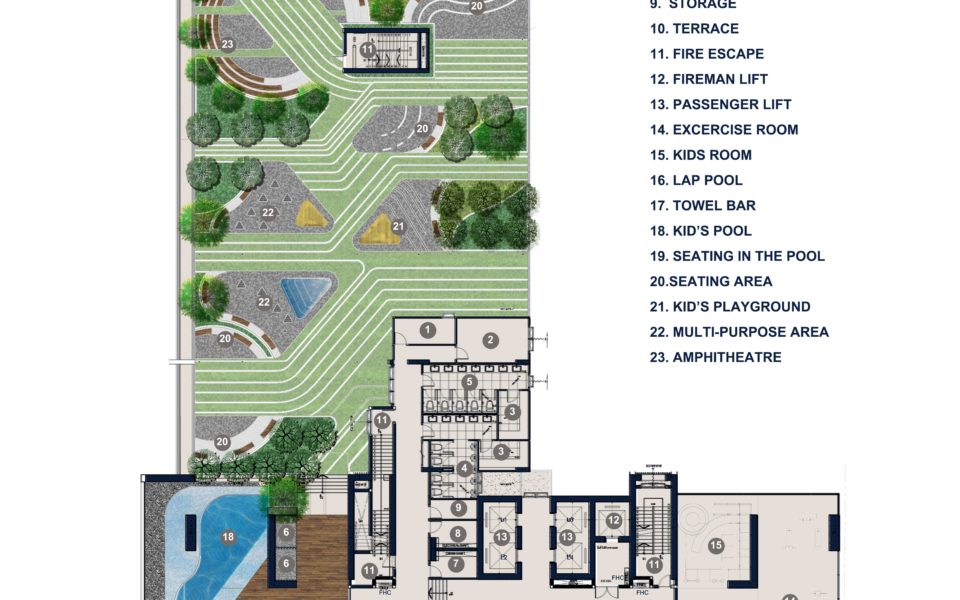 9. STORAGE
10. TERRACE
11. FIRE ESCAPE
12. FIREMAN LIFT
13. PASSENGER LIFT
14. EXCERCISE ROOM
15. KIDS ROOM
16. LAP POOL
17. TOWEL BAR
18. KID'S POOL
19. SEATING IN THE POOL
20.SEATING AREA
21. KID'S PLAYGROUND
22. MULTI-PURPOSE AREA
23. AMPHITHEATRE
20
23
11
20
22
21
22
20
1
2
5
3
11
20
3
4
9
6
18
8
13
13
12
15
6
7
11
11
FHC
FHC
FHC
14